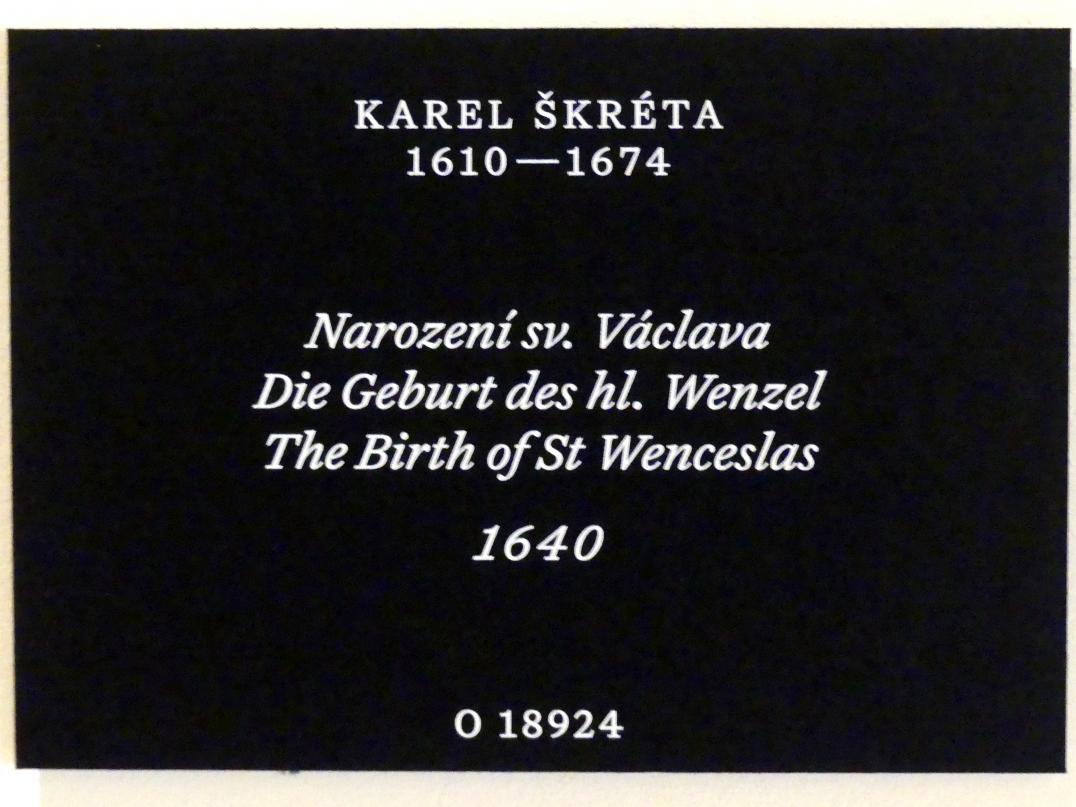 KAREL ŠKRÉTA
1610—1674
Narození sv. Václava
Die Geburt des hl. Wenzel
The Birth of St Wenceslas
1640
O 18924